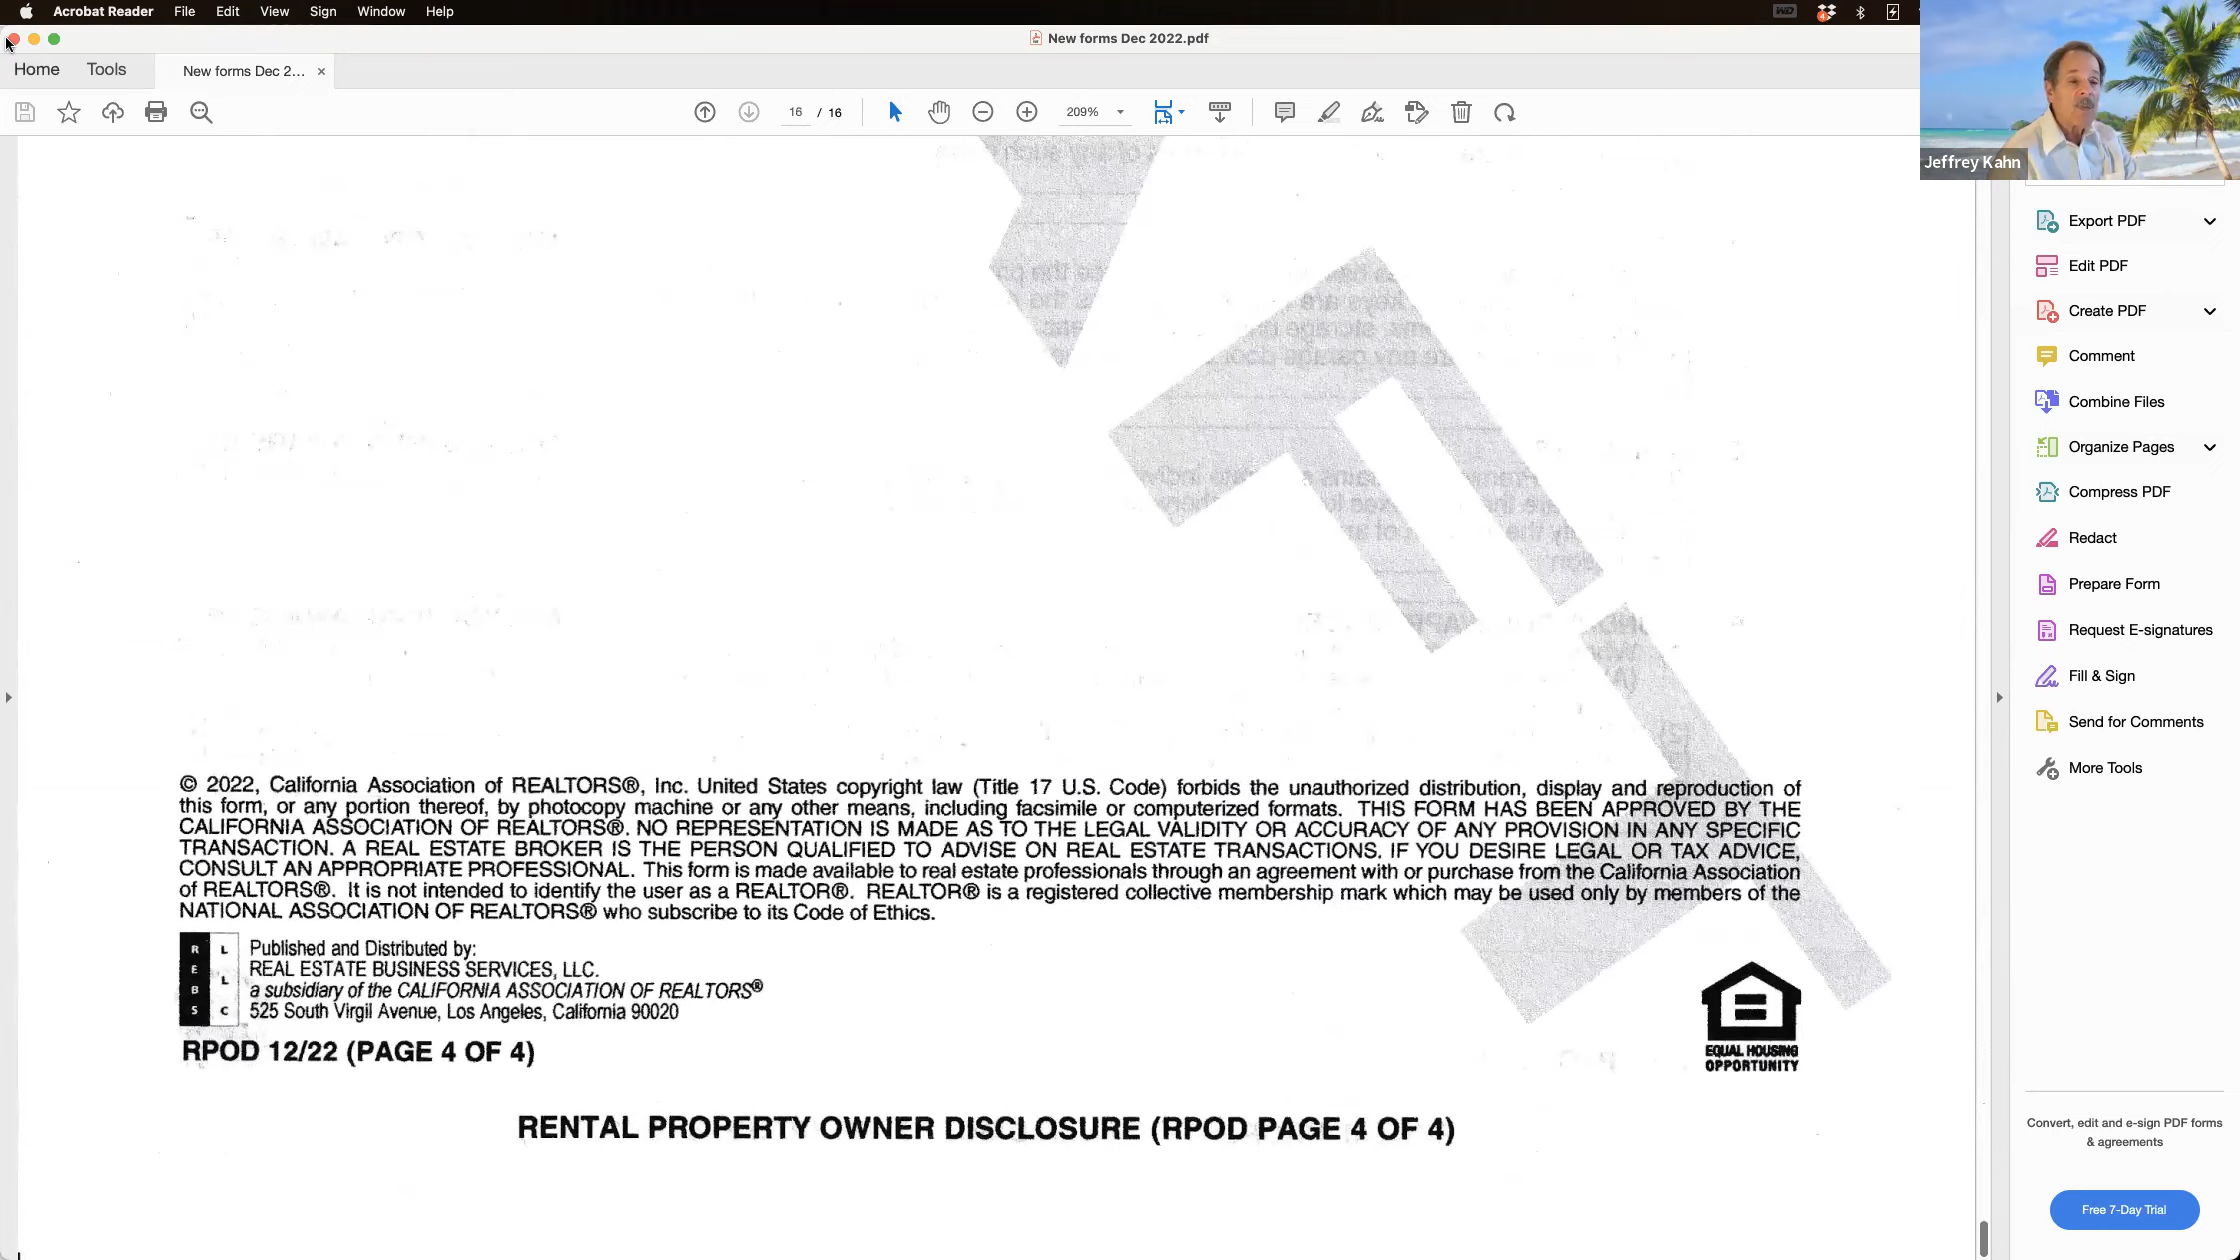 Acrobat Reader File Edit View Sign Window Help
New forms Dec 2022.pdf
Home Tools New forms Dec 2... ×
16 / 16 209%
Jeffrey Kahn
Export PDF
Edit PDF
Create PDF
Comment
Combine Files
Organize Pages
Compress PDF
Redact
Prepare Form
Request E-signatures
Fill & Sign
Send for Comments
More Tools
© 2022, California Association of REALTORS®, Inc. United States copyright law (Title 17 U.S. Code) forbids the unauthorized distribution, display and reproduction of
this form, or any portion thereof, by photocopy machine or any other means, including facsimile or computerized formats. THIS FORM HAS BEEN APPROVED BY THE
CALIFORNIA ASSOCIATION OF REALTORS®. NO REPRESENTATION IS MADE AS TO THE LEGAL VALIDITY OR ACCURACY OF ANY PROVISION IN ANY SPECIFIC
TRANSACTION. A REAL ESTATE BROKER IS THE PERSON QUALIFIED TO ADVISE ON REAL ESTATE TRANSACTIONS. IF YOU DESIRE LEGAL OR TAX ADVICE,
CONSULT AN APPROPRIATE PROFESSIONAL. This form is made available to real estate professionals through an agreement with or purchase from the California Association
of REALTORS®. It is not intended to identify the user as a REALTOR®. REALTOR® is a registered collective membership mark which may be used only by members of the
NATIONAL ASSOCIATION OF REALTORS® who subscribe to its Code of Ethics.
R E B S L L C
Published and Distributed by:
REAL ESTATE BUSINESS SERVICES, LLC.
a subsidiary of the CALIFORNIA ASSOCIATION OF REALTORS®
525 South Virgil Avenue, Los Angeles, California 90020
RPOD 12/22 (PAGE 4 OF 4)
EQUAL HOUSING
OPPORTUNITY
RENTAL PROPERTY OWNER DISCLOSURE (RPOD PAGE 4 OF 4)
Convert, edit and e-sign PDF forms
& agreements
Free 7-Day Trial